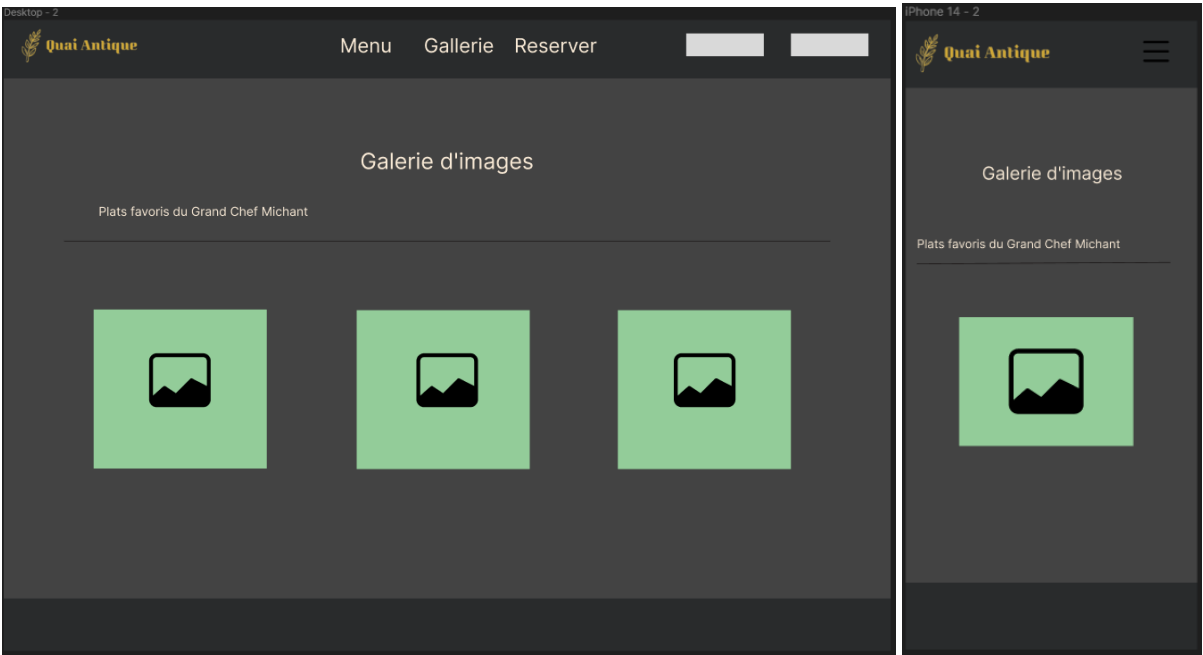 Desktop - 2
Quai Antique
Menu Gallerie Reserver
Galerie d'images
Plats favoris du Grand Chef Michant
iPhone 14 - 2
Quai Antique
Galerie d'images
Plats favoris du Grand Chef Michant